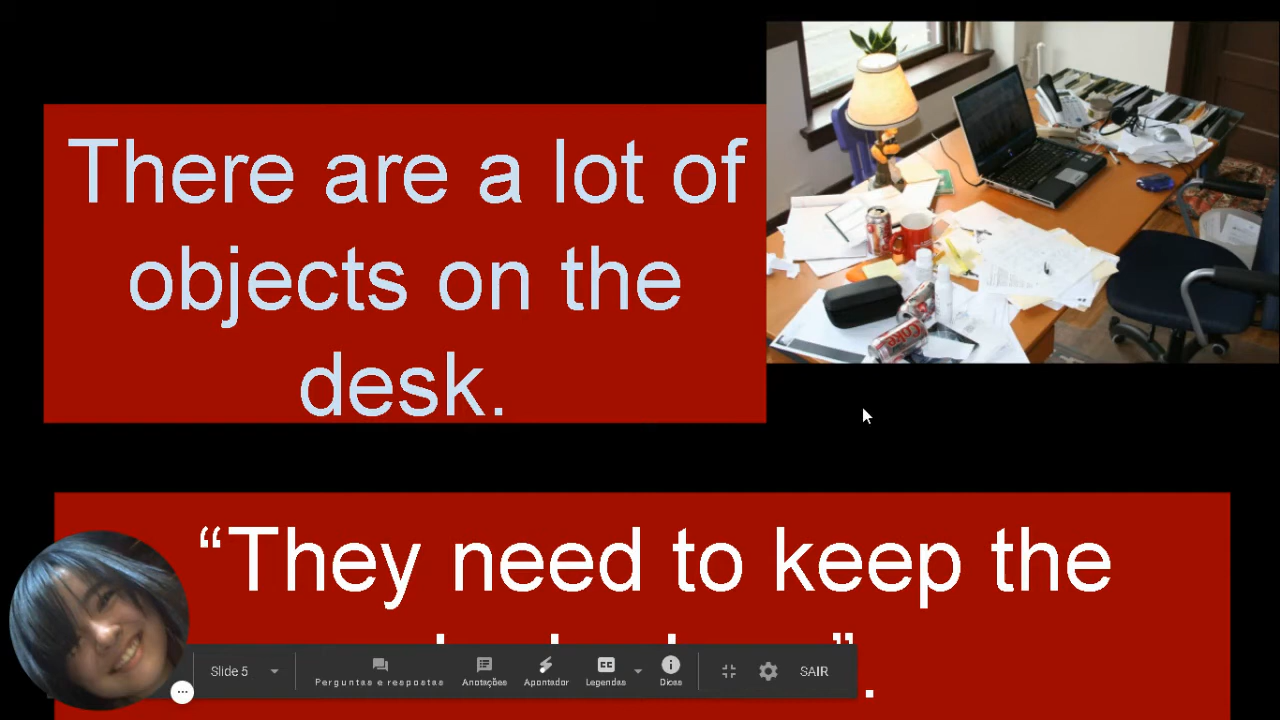 There are a lot of
objects on the
desk.
“They need to keep the
Slide 5
Perguntas e respostas
Anotações
Apontador
Legendas
Dicas
SAIR
Coke